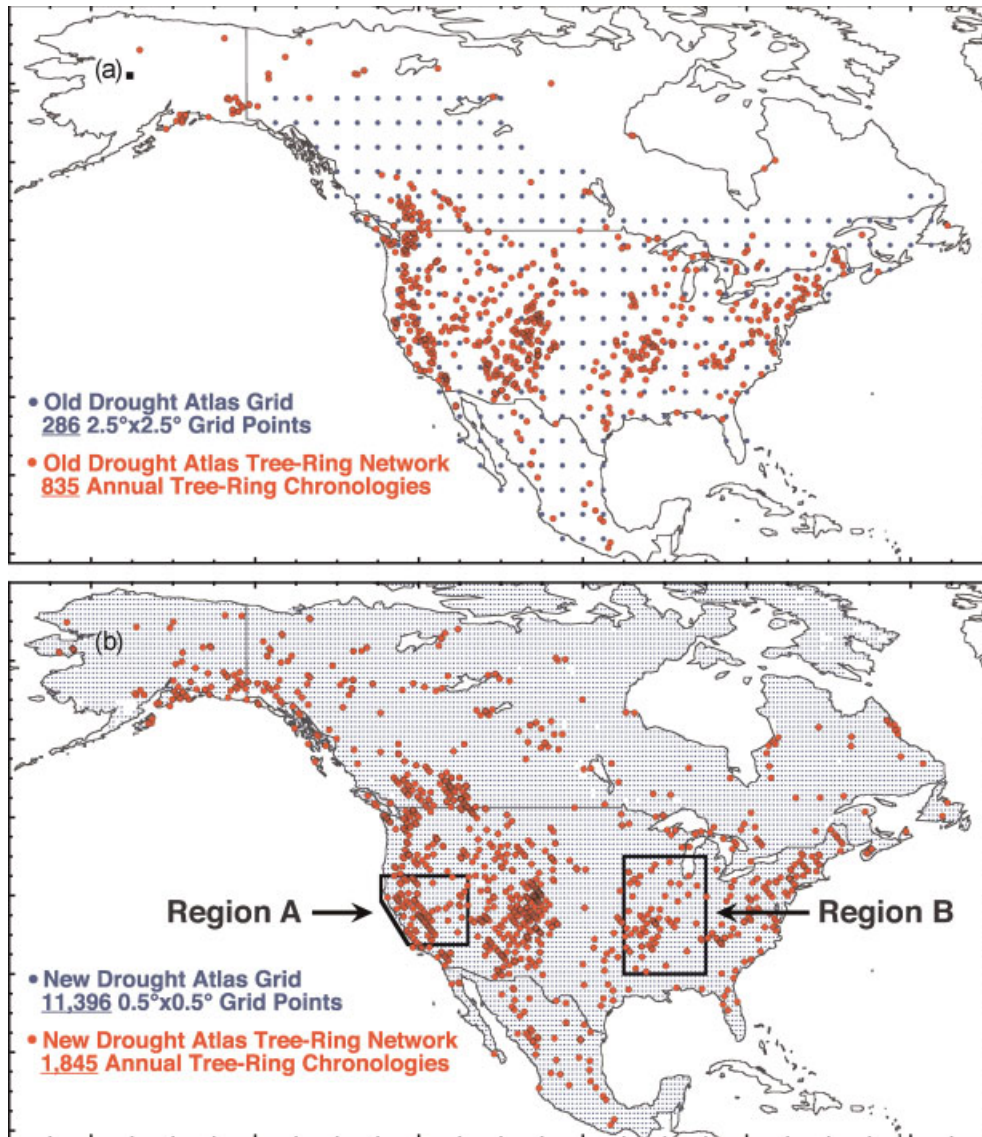 (a)
• Old Drought Atlas Grid
286 2.5°x2.5° Grid Points
• Old Drought Atlas Tree-Ring Network
835 Annual Tree-Ring Chronologies
(b)
Region A
Region B
• New Drought Atlas Grid
11,396 0.5°x0.5° Grid Points
• New Drought Atlas Tree-Ring Network
1,845 Annual Tree-Ring Chronologies